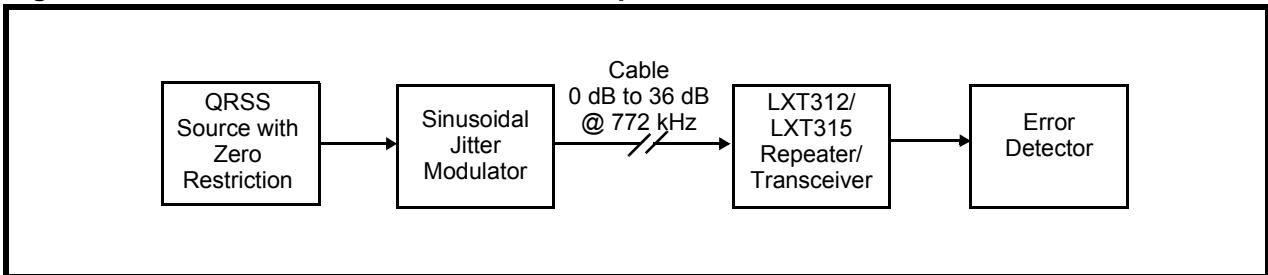 QRSS
Source with
Zero
Restriction
Sinusoidal
Jitter
Modulator
Cable
0 dB to 36 dB
@ 772 kHz
LXT312/
LXT315
Repeater/
Transceiver
Error
Detector